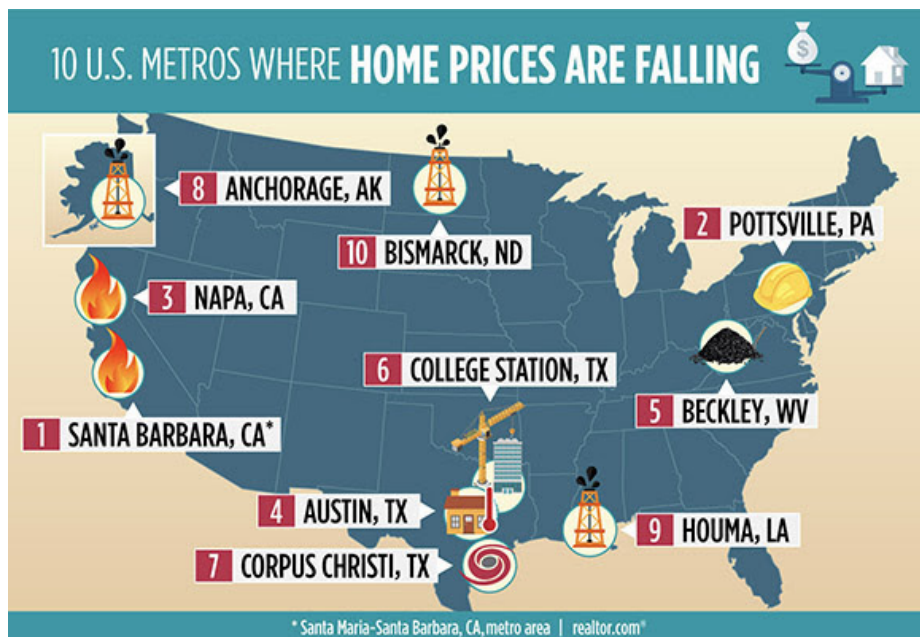 10 U.S. METROS WHERE HOME PRICES ARE FALLING
$
8 ANCHORAGE, AK
2 POTTSVILLE, PA
10 BISMARCK, ND
3 NAPA, CA
6 COLLEGE STATION, TX
5 BECKLEY, WV
1 SANTA BARBARA, CA*
4 AUSTIN, TX
9 HOUMA, LA
7 CORPUS CHRISTI, TX
* Santa Maria-Santa Barbara, CA, metro area | realtor.com®